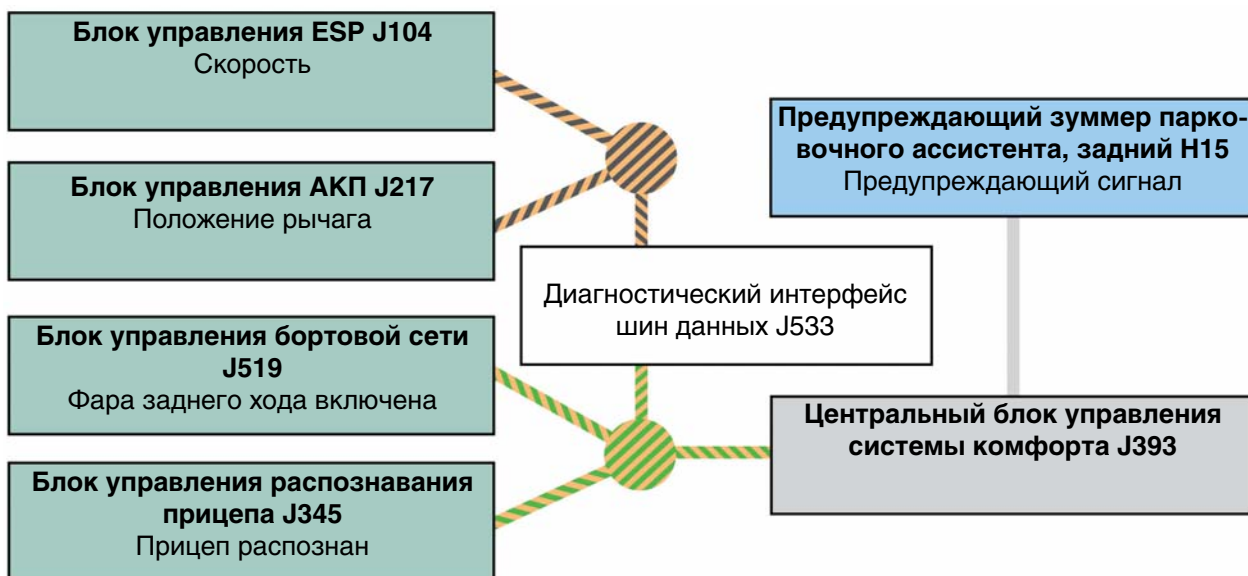 Блок управления ESP J104
Скорость
Блок управления АКП J217
Положение рычага
Блок управления бортовой сети
J519
Фара заднего хода включена
Блок управления распознавания
прицепа J345
Прицеп распознан
Диагностический интерфейс
шин данных J533
Предупреждающий зуммер парко-
вочного ассистента, задний H15
Предупреждающий сигнал
Центральный блок управления
системы комфорта J393